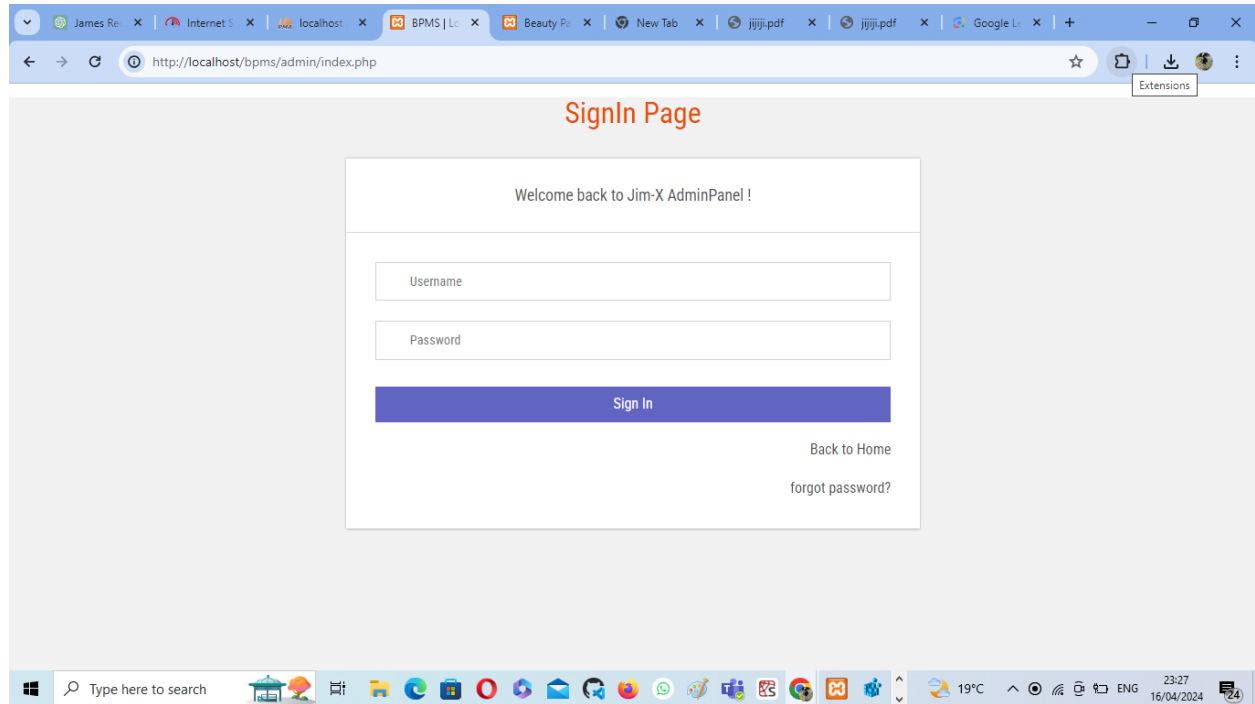 James Re
Internet S
localhost
BPMS | Lo
Beauty Pa
New Tab
jijiji.pdf
jijiji.pdf
Google Le
http://localhost/bpms/admin/index.php
Extensions
SignIn Page
Welcome back to Jim-X AdminPanel !
Username
Password
Sign In
Back to Home
forgot password?
Type here to search
19°C
ENG
23:27
16/04/2024
24